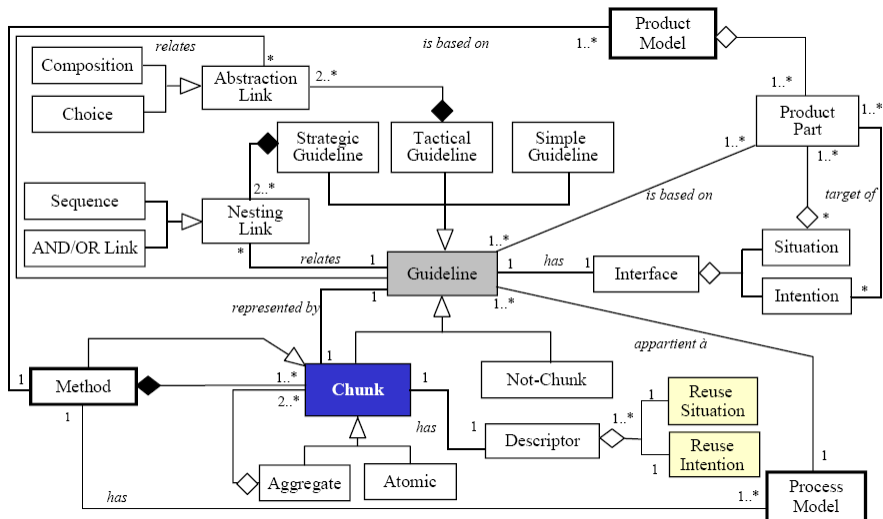 Product
Model
relates
is based on
1..*
Composition
*
Abstraction
Link
2..*
1..*
Choice
Product
Part
1..*
Strategic
Guideline
Tactical
Guideline
Simple
Guideline
1..*
1..*
2..*
is based on
target of
Sequence
Nesting
Link
*
AND/OR Link
*
relates
1
1..*
Situation
Guideline
1
has
1
Interface
represented by
1
1..*
Intention
*
appartient à
1
Method
1..*
Chunk
1
Not-Chunk
1
2..*
1
has
1
Descriptor
1..*
1
Reuse
Situation
1
Reuse
Intention
1
Aggregate
Atomic
has
1..*
Process
Model